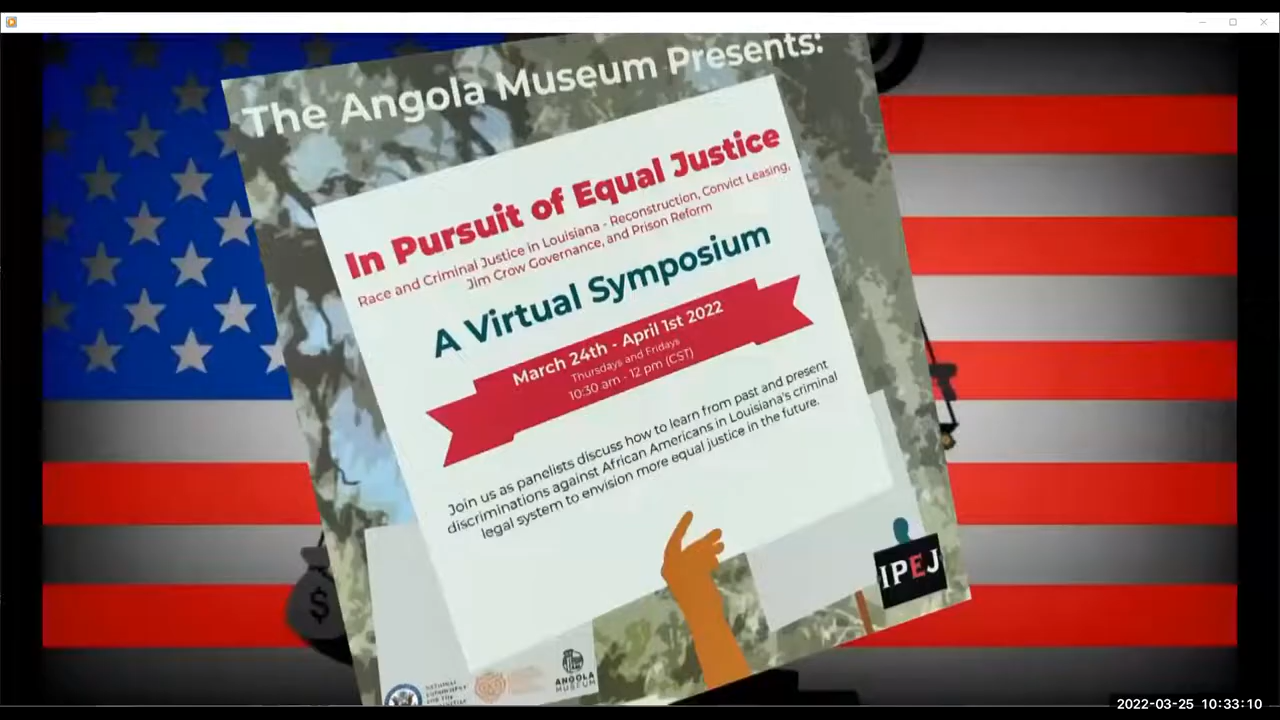 The Angola Museum Presents:
In Pursuit of Equal Justice
Race and Criminal Justice in Louisiana - Reconstruction, Convict Leasing,
Jim Crow Governance, and Prison Reform
A Virtual Symposium
March 24th - April 1st 2022
Thursdays and Fridays
10:30 am - 12 pm (CST)
Join us as panelists discuss how to learn from past and present
discriminations against African Americans in Louisiana's criminal
legal system to envision more equal justice in the future.
IPEJ
$
ANGOLA
MUSEUM
2022-03-25 10:33:10